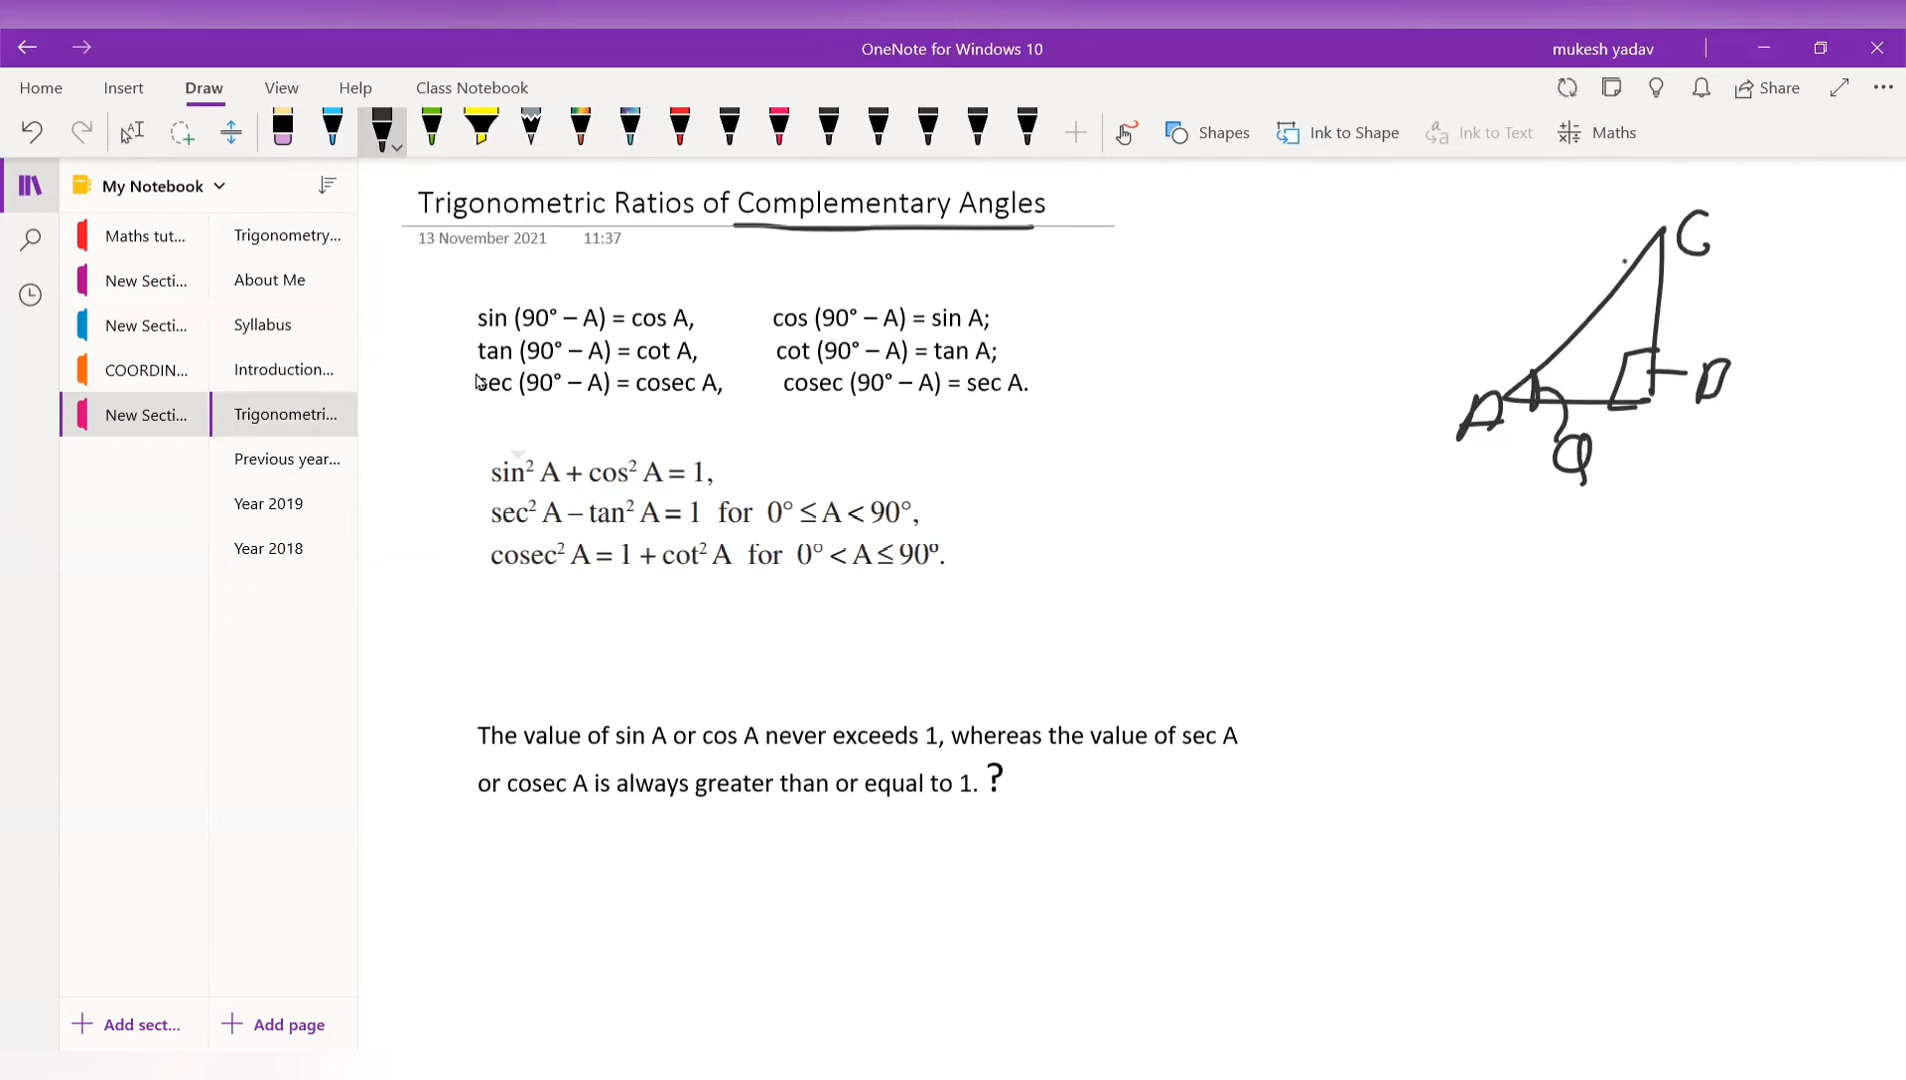 OneNote for Windows 10
mukesh yadav
Home Insert Draw View Help Class Notebook
Share
Shapes Ink to Shape Ink to Text Maths
My Notebook
Maths tut...
New Secti...
New Secti...
COORDIN...
New Secti...
Trigonometry...
About Me
Syllabus
Introduction...
Trigonometri...
Previous year...
Year 2019
Year 2018
Add sect...
Add page
Trigonometric Ratios of Complementary Angles
13 November 2021 11:37
sin (90° – A) = cos A, cos (90° – A) = sin A;
tan (90° – A) = cot A, cot (90° – A) = tan A;
sec (90° – A) = cosec A, cosec (90° – A) = sec A.
sin² A + cos² A = 1,
sec² A – tan² A = 1 for 0° ≤ A < 90°,
cosec² A = 1 + cot² A for 0° < A ≤ 90º.
The value of sin A or cos A never exceeds 1, whereas the value of sec A
or cosec A is always greater than or equal to 1. ?
C
A